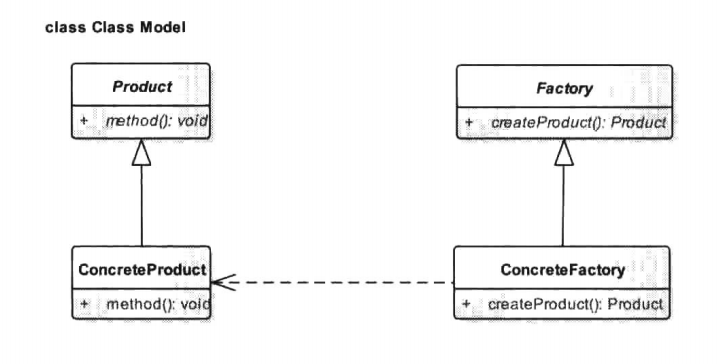 class Class Model
Product
+ method(): void
Factory
+ createProduct(): Product
ConcreteProduct
+ method(): void
ConcreteFactory
+ createProduct(): Product